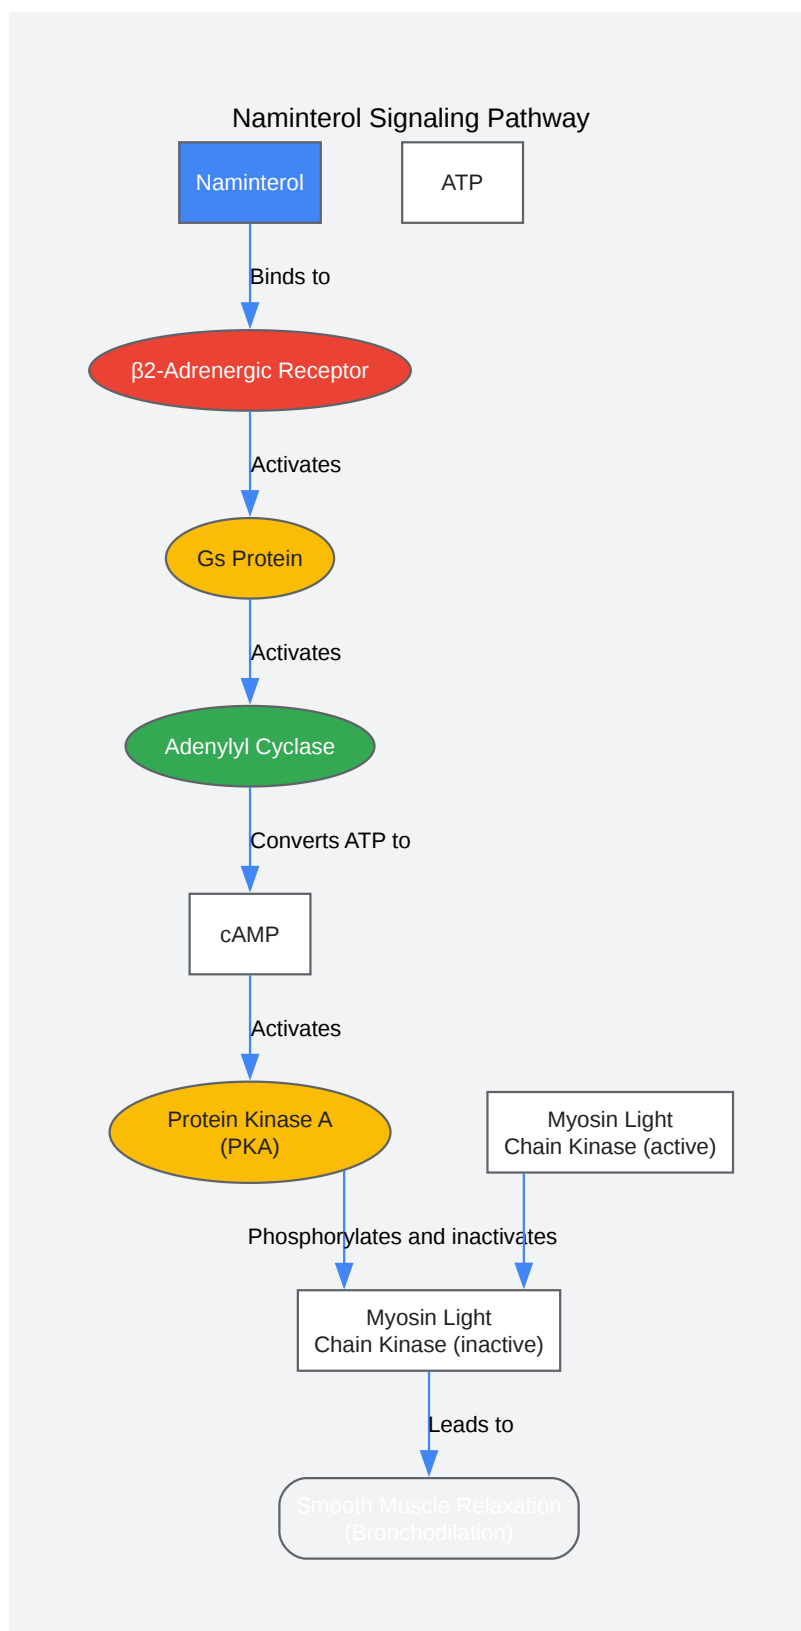 Naminterol Signaling Pathway
Naminterol
ATP
Binds to
β2-Adrenergic Receptor
Activates
Gs Protein
Activates
Adenylyl Cyclase
Converts ATP to
cAMP
Activates
Protein Kinase A
(PKA)
Myosin Light
Chain Kinase (active)
Phosphorylates and inactivates
Myosin Light
Chain Kinase (inactive)
Leads to
Smooth Muscle Relaxation
(Bronchodilation)